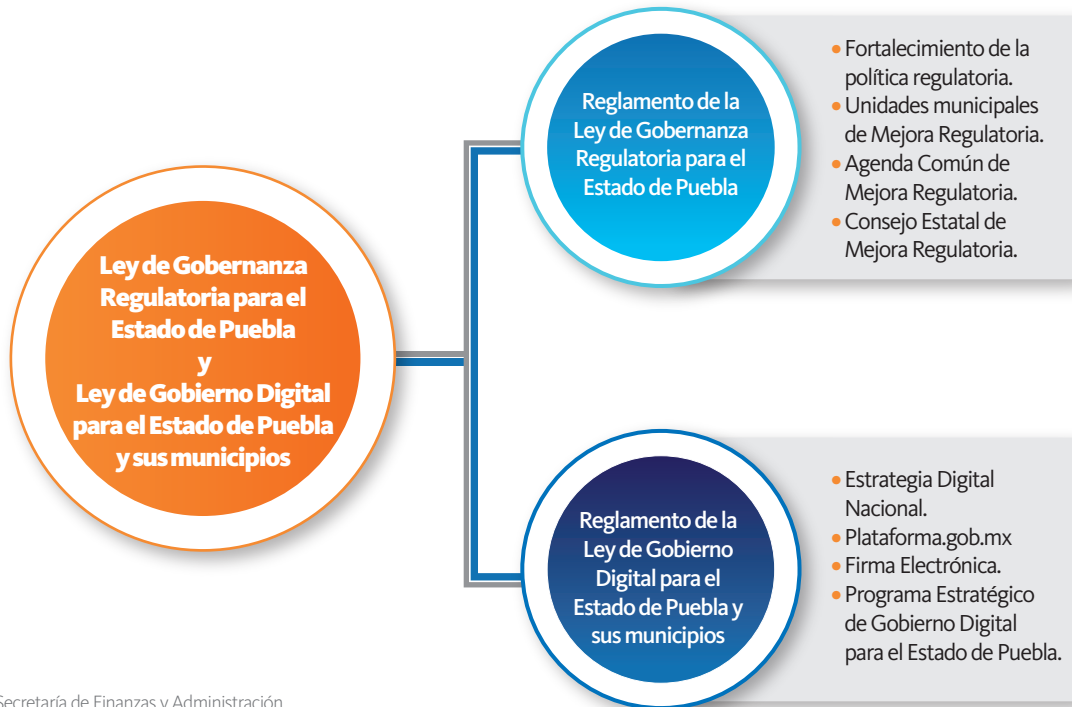 Ley de Gobernanza
Regulatoria para el
Estado de Puebla
y
Ley de Gobierno Digital
para el Estado de Puebla
y sus municipios
Reglamento de la
Ley de Gobernanza
Regulatoria para el
Estado de Puebla
• Fortalecimiento de la
política regulatoria.
• Unidades municipales
de Mejora Regulatoria.
• Agenda Común de
Mejora Regulatoria.
• Consejo Estatal de
Mejora Regulatoria.
Reglamento de la
Ley de Gobierno
Digital para el
Estado de Puebla y
sus municipios
• Estrategia Digital
Nacional.
• Plataforma.gob.mx
• Firma Electrónica.
• Programa Estratégico
de Gobierno Digital
para el Estado de Puebla.
Secretaría de Finanzas y Administración